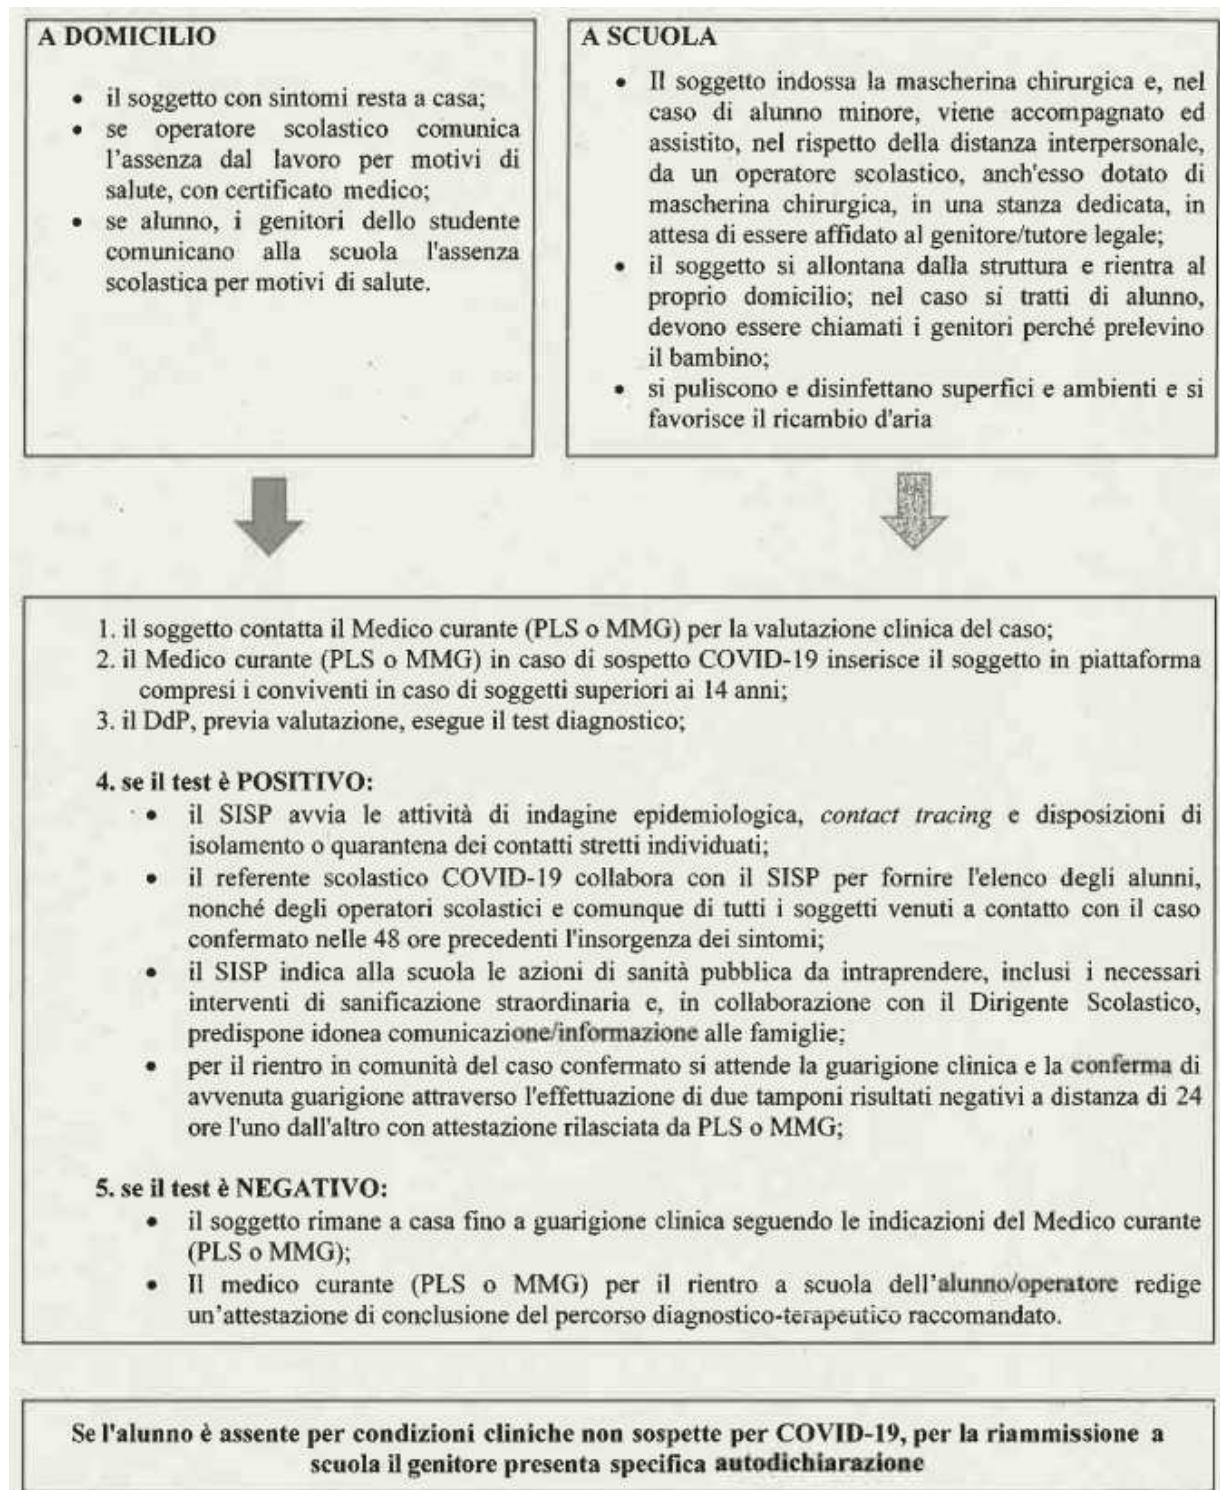 A DOMICILIO
• il soggetto con sintomi resta a casa;
• se operatore scolastico comunica
l'assenza dal lavoro per motivi di
salute, con certificato medico;
• se alunno, i genitori dello studente
comunicano alla scuola l'assenza
scolastica per motivi di salute.
A SCUOLA
• Il soggetto indossa la mascherina chirurgica e, nel
caso di alunno minore, viene accompagnato ed
assistito, nel rispetto della distanza interpersonale,
da un operatore scolastico, anch'esso dotato di
mascherina chirurgica, in una stanza dedicata, in
attesa di essere affidato al genitore/tutore legale;
• il soggetto si allontana dalla struttura e rientra al
proprio domicilio; nel caso si tratti di alunno,
devono essere chiamati i genitori perché prelevino
il bambino;
• si puliscono e disinfettano superfici e ambienti e si
favorisce il ricambio d'aria
1. il soggetto contatta il Medico curante (PLS o MMG) per la valutazione clinica del caso;
2. il Medico curante (PLS o MMG) in caso di sospetto COVID-19 inserisce il soggetto in piattaforma
compresi i conviventi in caso di soggetti superiori ai 14 anni;
3. il DdP, previa valutazione, esegue il test diagnostico;
4. se il test è POSITIVO:
• il SISP avvia le attività di indagine epidemiologica, contact tracing e disposizioni di
isolamento o quarantena dei contatti stretti individuati;
• il referente scolastico COVID-19 collabora con il SISP per fornire l'elenco degli alunni,
nonché degli operatori scolastici e comunque di tutti i soggetti venuti a contatto con il caso
confermato nelle 48 ore precedenti l'insorgenza dei sintomi;
• il SISP indica alla scuola le azioni di sanità pubblica da intraprendere, inclusi i necessari
interventi di sanificazione straordinaria e, in collaborazione con il Dirigente Scolastico,
predispone idonea comunicazione/informazione alle famiglie;
• per il rientro in comunità del caso confermato si attende la guarigione clinica e la conferma di
avvenuta guarigione attraverso l'effettuazione di due tamponi risultati negativi a distanza di 24
ore l'uno dall'altro con attestazione rilasciata da PLS o MMG;
5. se il test è NEGATIVO:
• il soggetto rimane a casa fino a guarigione clinica seguendo le indicazioni del Medico curante
(PLS o MMG);
• Il medico curante (PLS o MMG) per il rientro a scuola dell'alunno/operatore redige
un'attestazione di conclusione del percorso diagnostico-terapeutico raccomandato.
Se l'alunno è assente per condizioni cliniche non sospette per COVID-19, per la riammissione a
scuola il genitore presenta specifica autodichiarazione